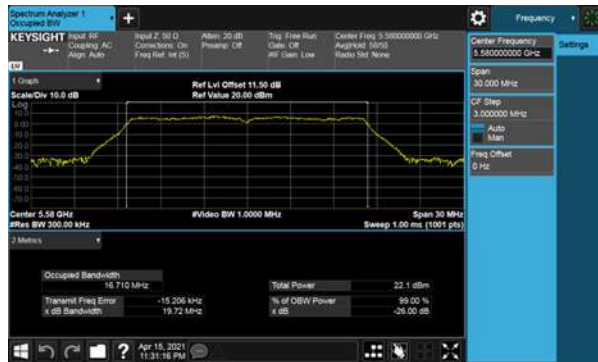 Spectrum Analyzer 1
Occupied BW
Frequency
KEYSIGHT
Input: RF
Coupling: AC
Align: Auto
Input Z: 50 Ω
Corrections: On
Freq Ref: Int (S)
Atten: 20 dB
Preamp: Off
Trig: Free Run
Gate: Off
#IF Gain: Low
Center Freq: 5.580000000 GHz
Avg|Hold: 50/50
Radio Std: None
Center Frequency
5.580000000 GHz
Settings
Span
30.000 MHz
CF Step
3.000000 MHz
Auto
Man
Freq Offset
0 Hz
1 Graph
Scale/Div 10.0 dB
Ref Lvl Offset 11.50 dB
Ref Value 20.00 dBm
Log
10.0
0.00
Center 5.58 GHz
#Res BW 300.00 kHz
#Video BW 1.0000 MHz
Span 30 MHz
Sweep 1.00 ms (1001 pts)
2 Metrics
Occupied Bandwidth
16.710 MHz
Total Power
22.1 dBm
Transmit Freq Error
-15.206 kHz
% of OBW Power
99.00 %
x dB Bandwidth
19.72 MHz
x dB
-26.00 dB
?
Apr 15, 2021
11:31:16 PM